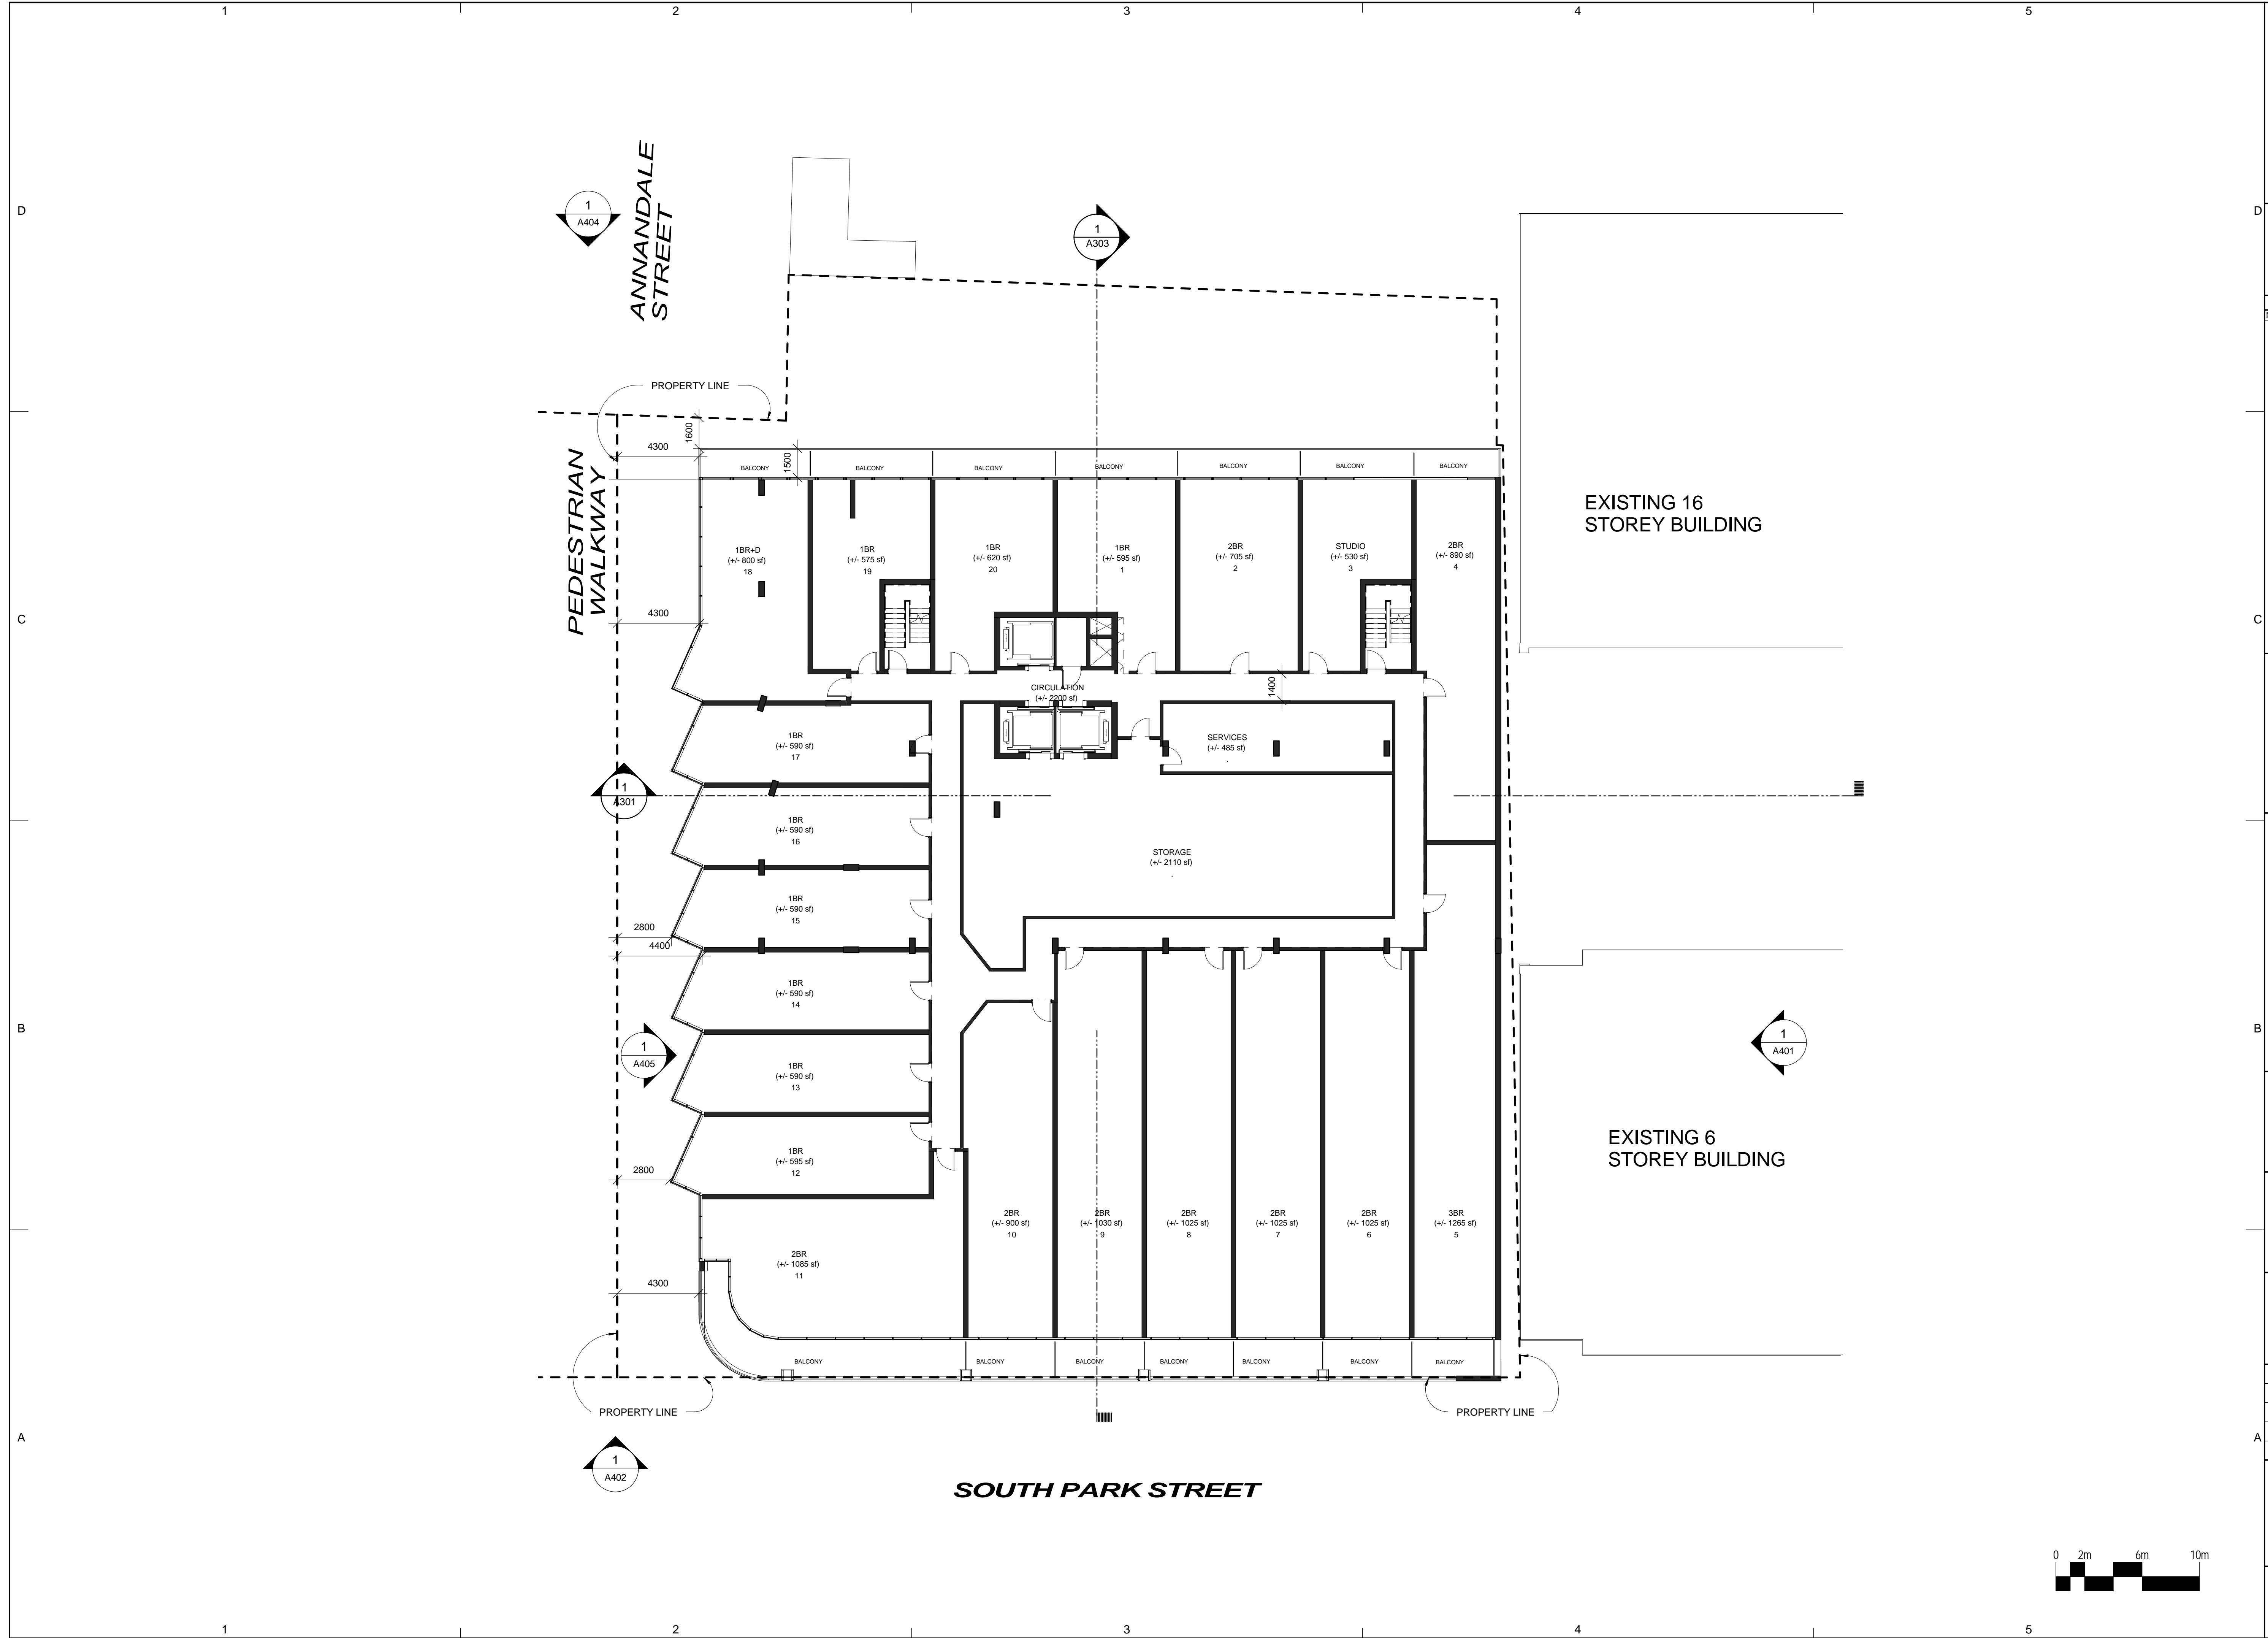 1
2
3
4
5
D
D
ANNANDALE
STREET
1
A404
1
A303
PROPERTY LINE
1600
4300
1500
PEDESTRIAN
WALKWAY
BALCONY
BALCONY
BALCONY
BALCONY
BALCONY
BALCONY
BALCONY
EXISTING 16
STOREY BUILDING
1BR+D
(+/- 800 sf)
18
1BR
(+/- 575 sf)
19
1BR
(+/- 620 sf)
20
1BR
(+/- 595 sf)
1
2BR
(+/- 705 sf)
2
STUDIO
(+/- 530 sf)
3
2BR
(+/- 890 sf)
4
C
C
4300
CIRCULATION
(+/- 2200 sf)
1400
1BR
(+/- 590 sf)
17
SERVICES
(+/- 485 sf)
.
1
A301
1BR
(+/- 590 sf)
16
STORAGE
(+/- 2110 sf)
.
1BR
(+/- 590 sf)
15
2800
4400
1BR
(+/- 590 sf)
14
B
B
1
A405
1
A401
1BR
(+/- 590 sf)
13
EXISTING 6
STOREY BUILDING
1BR
(+/- 595 sf)
12
2800
2BR
(+/- 900 sf)
10
2BR
(+/- 1030 sf)
9
2BR
(+/- 1025 sf)
8
2BR
(+/- 1025 sf)
7
2BR
(+/- 1025 sf)
6
3BR
(+/- 1265 sf)
5
2BR
(+/- 1085 sf)
11
4300
BALCONY
BALCONY
BALCONY
BALCONY
BALCONY
BALCONY
BALCONY
PROPERTY LINE
PROPERTY LINE
A
A
1
A402
SOUTH PARK STREET
0 2m 6m 10m
1
2
3
4
5